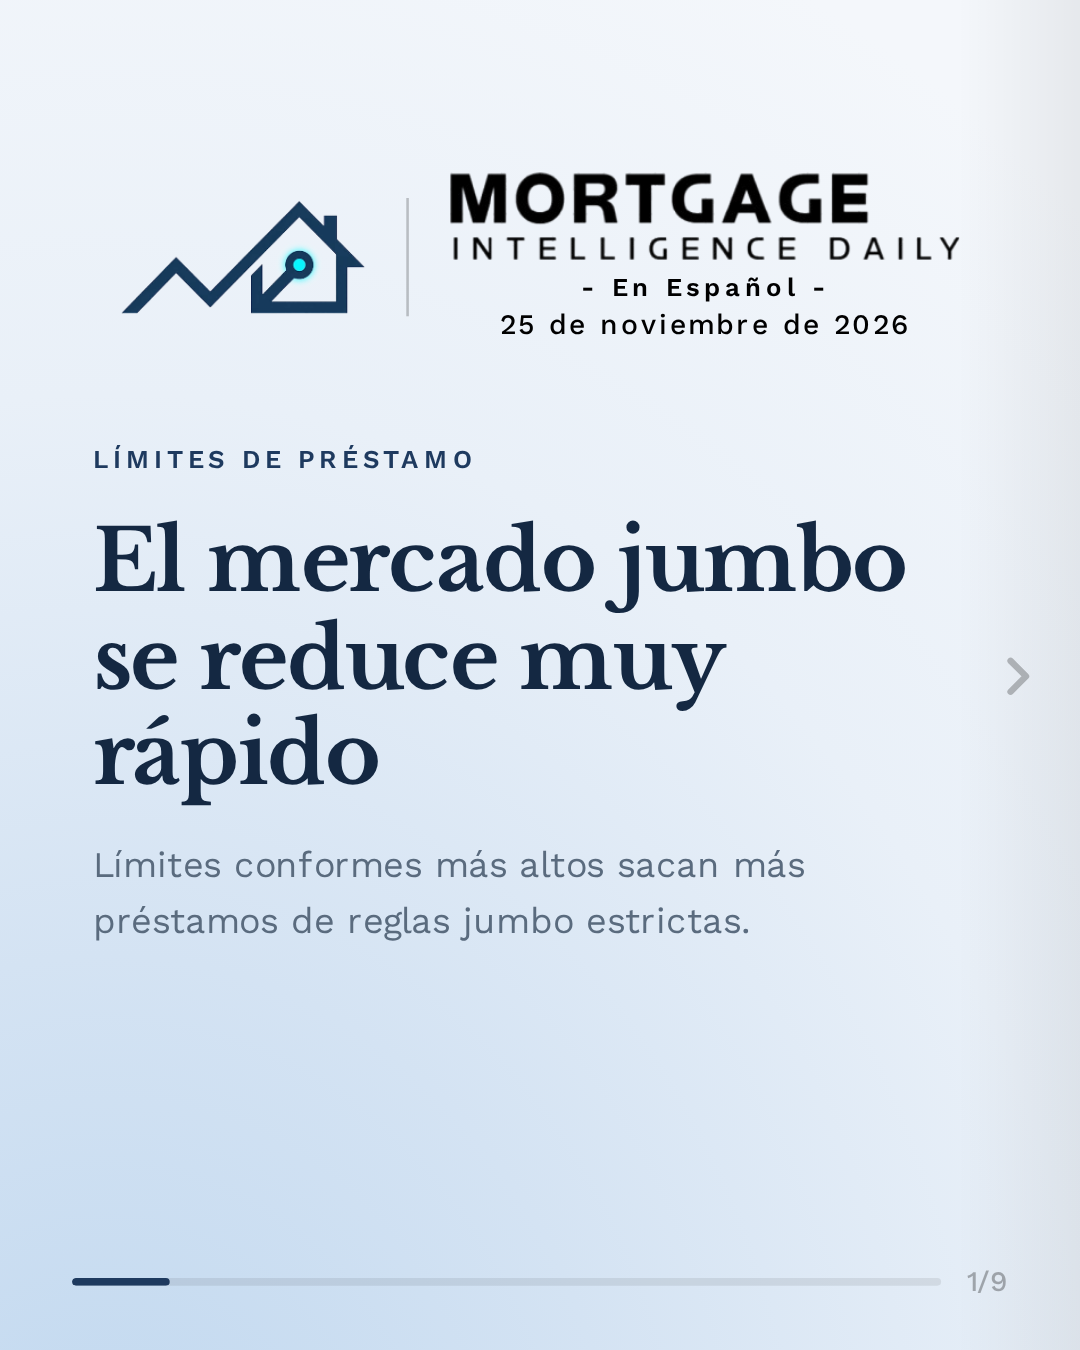 MORTGAGE
INTELLIGENCE DAILY
- En Español -
25 de noviembre de 2026
LÍMITES DE PRÉSTAMO
El mercado jumbo
se reduce muy
rápido
Límites conformes más altos sacan más
préstamos de reglas jumbo estrictas.
1/9